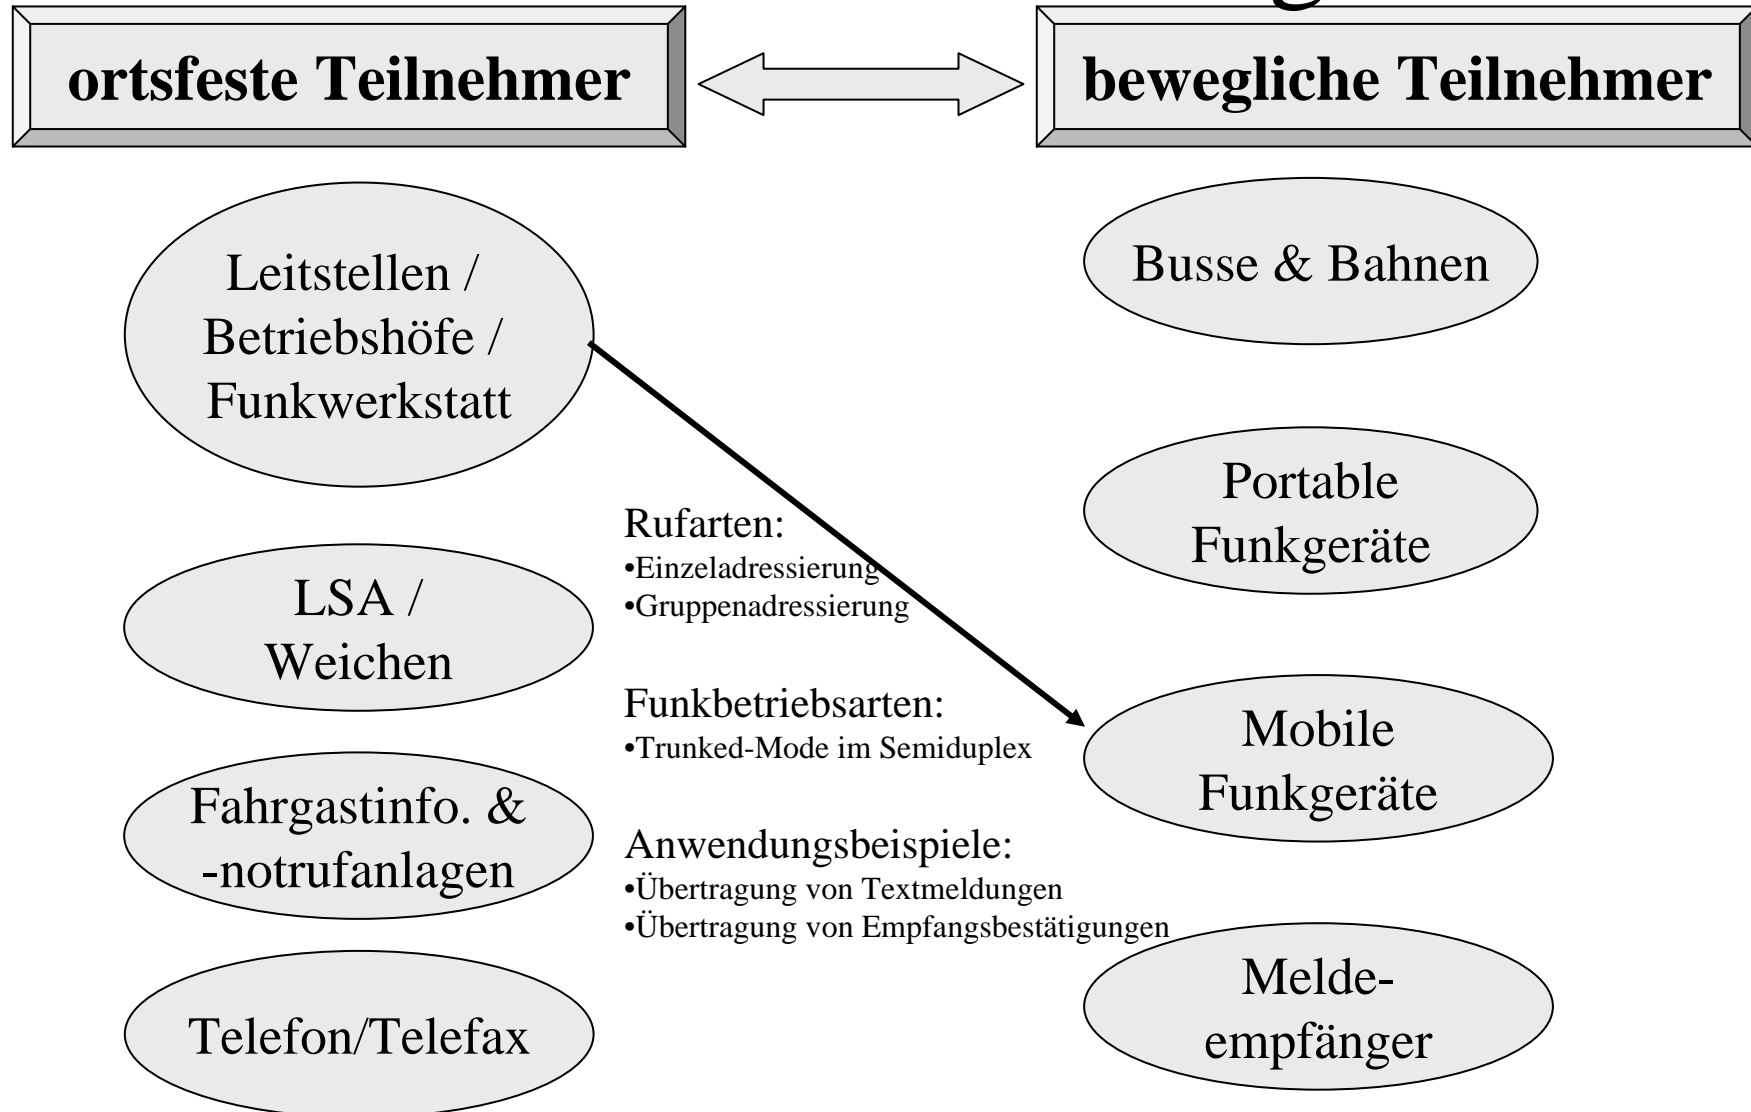 ortsfeste Teilnehmer
bewegliche Teilnehmer
Leitstellen /
Betriebshöfe /
Funkwerkstatt
LSA /
Weichen
Fahrgastinfo. &
-notrufanlagen
Telefon/Telefax
Rufarten:
•Einzeladressierung
•Gruppenadressierung
Funkbetriebsarten:
•Trunked-Mode im Semiduplex
Anwendungsbeispiele:
•Übertragung von Textmeldungen
•Übertragung von Empfangsbestätigungen
Busse & Bahnen
Portable
Funkgeräte
Mobile
Funkgeräte
Melde-
empfänger